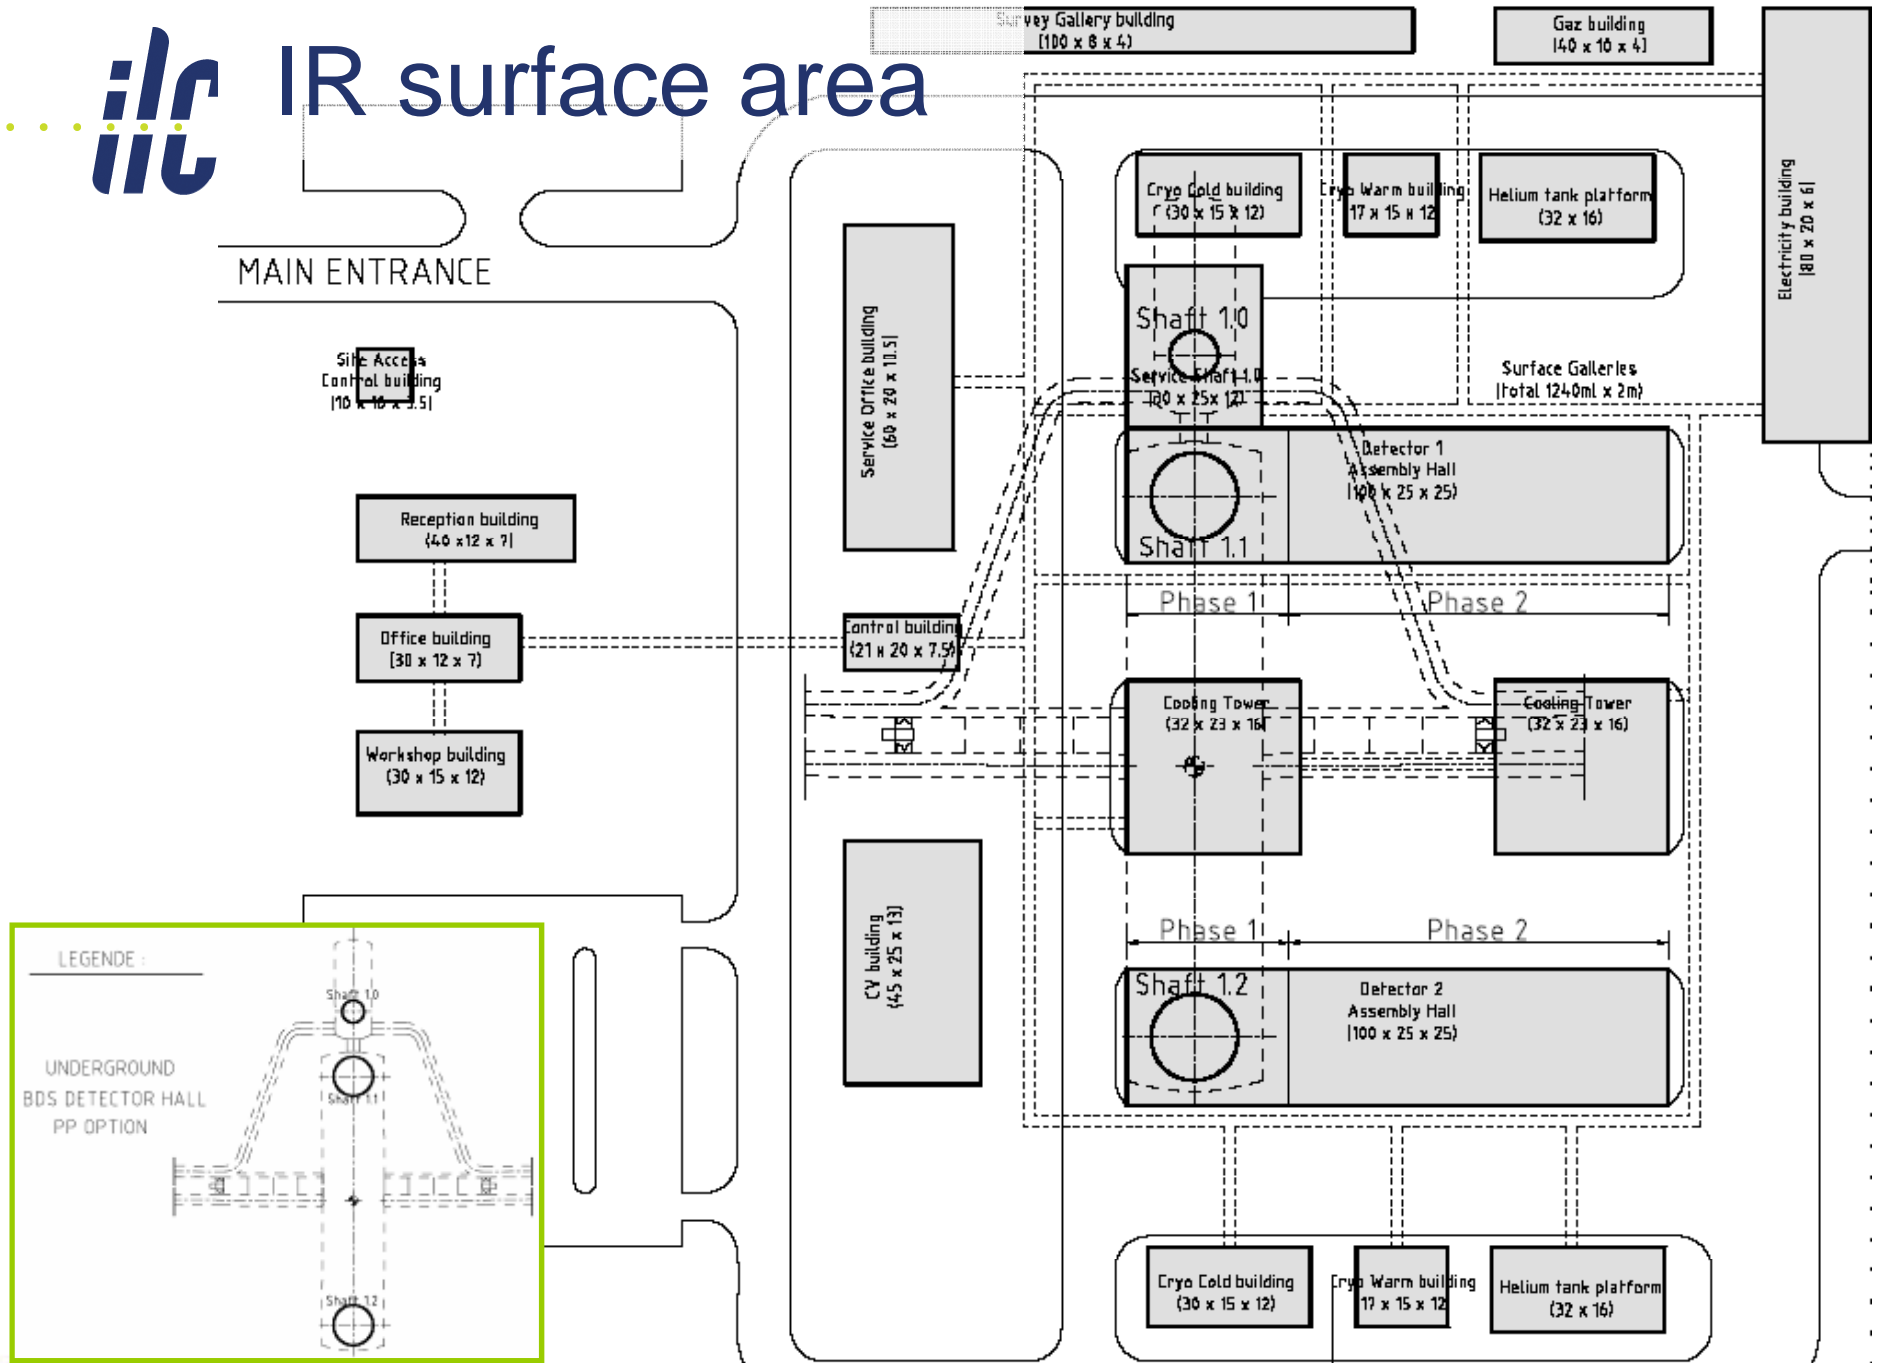 ilc
IR surface area
Survey Gallery building
(100 x 8 x 4)
Gaz building
(40 x 10 x 4)
Electricity building
(80 x 20 x 6)
Cryo Cold building
(30 x 15 x 12)
Cryo Warm building
17 x 15 x 12
Helium tank platform
(32 x 16)
MAIN ENTRANCE
Shaft 1.0
Service Shaft 1.0
(30 x 25 x 12)
Service Office building
(60 x 20 x 10.5)
Surface Galleries
(total 1240ml x 2m)
Site Access
Control building
(10 x 10 x 3.5)
Detector 1
Assembly Hall
(100 x 25 x 25)
Shaft 1.1
Reception building
(40 x12 x 7)
Phase 1
Phase 2
Office building
(30 x 12 x 7)
Control building
(21 x 20 x 7.5)
Cooling Tower
(32 x 23 x 16)
Cooling Tower
(32 x 23 x 16)
Workshop building
(30 x 15 x 12)
CV building
(45 x 25 x 13)
Phase 1
Phase 2
Shaft 1.2
Detector 2
Assembly Hall
(100 x 25 x 25)
LEGENDE :
Shaft 1.0
UNDERGROUND
BDS DETECTOR HALL
PP OPTION
Shaft 1.1
Shaft 1.2
Cryo Cold building
(30 x 15 x 12)
Cryo Warm building
17 x 15 x 12
Helium tank platform
(32 x 16)